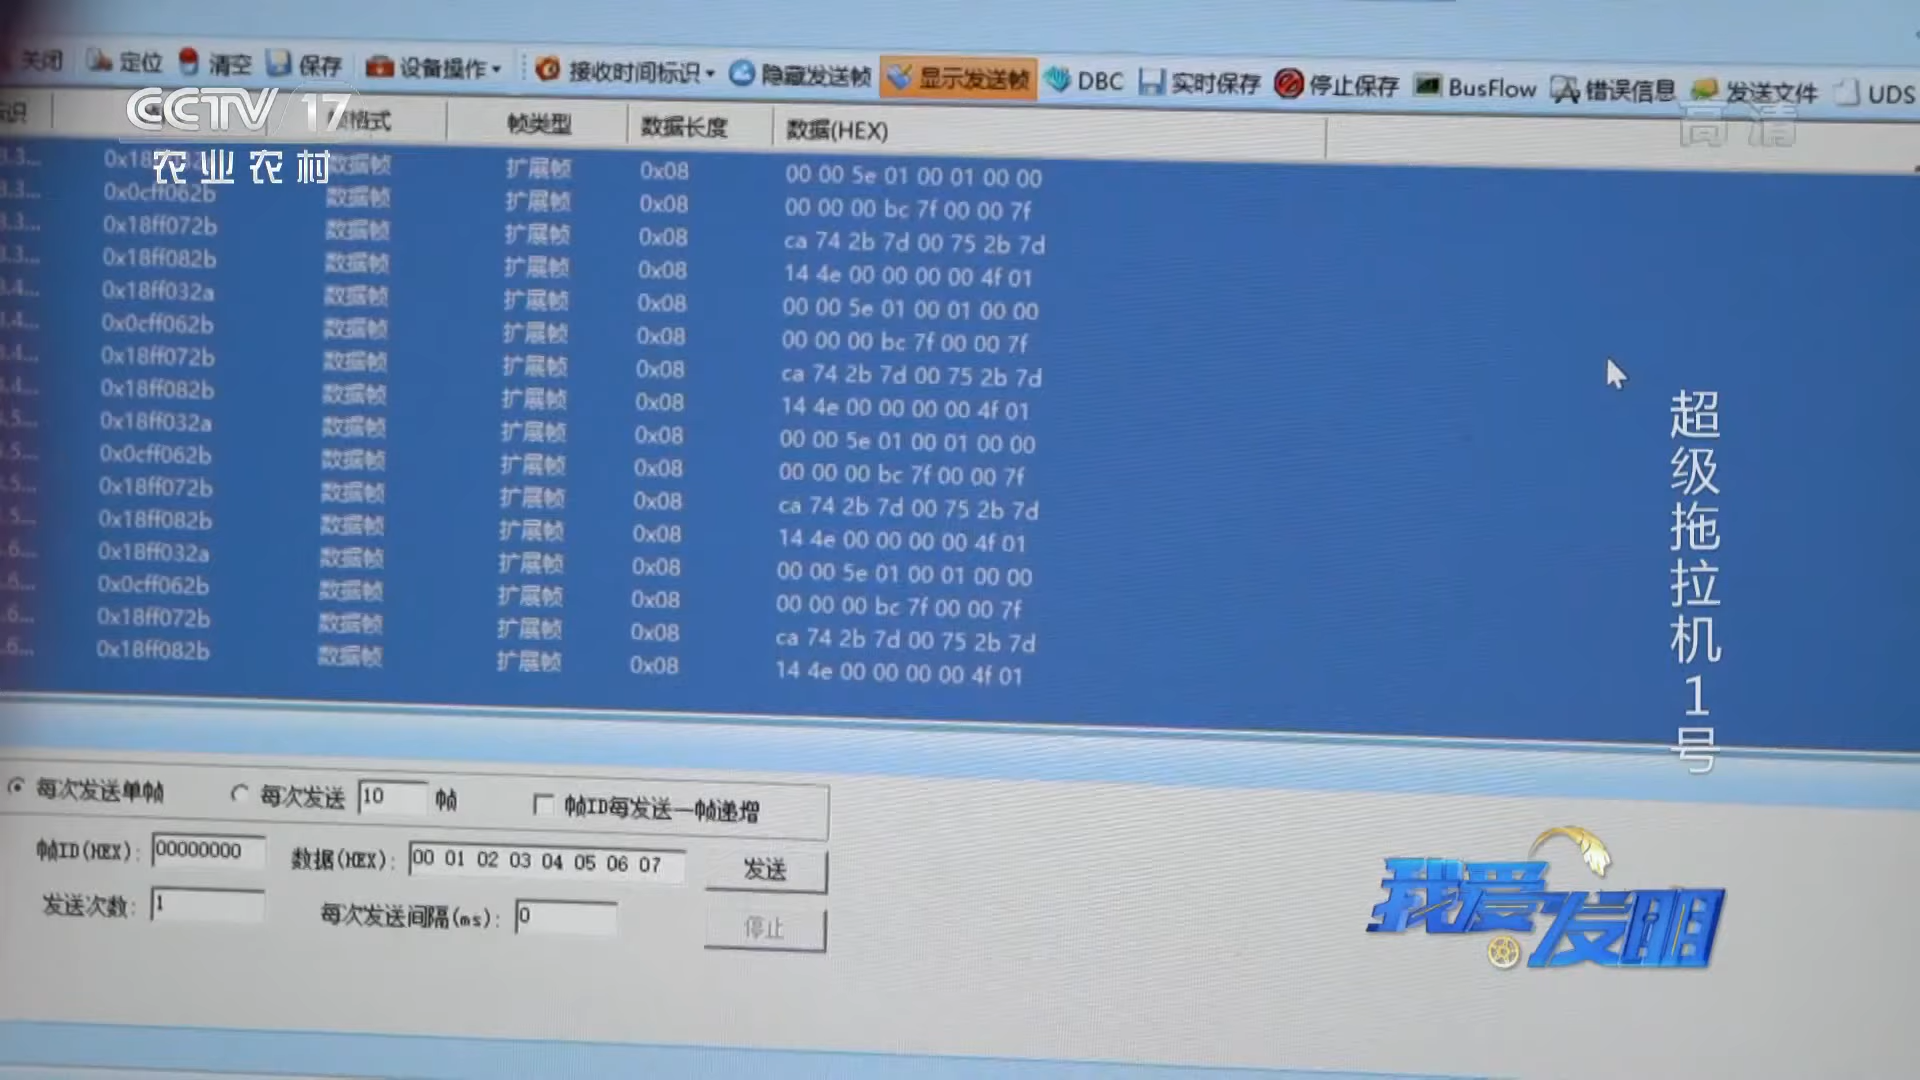 关闭 定位 清空 保存 设备操作 接收时间标识 隐藏发送帧 显示发送帧 DBC 实时保存 停止保存 BusFlow 错误信息 发送文件 UDS
CCTV 17
农业农村
高清
帧格式 帧类型 数据长度 数据(HEX)
数据帧 扩展帧 0x08 00 00 5e 01 00 01 00 00
0x0cff062b 数据帧 扩展帧 0x08 00 00 00 bc 7f 00 00 7f
0x18ff072b 数据帧 扩展帧 0x08 ca 74 2b 7d 00 75 2b 7d
0x18ff082b 数据帧 扩展帧 0x08 14 4e 00 00 00 00 4f 01
0x18ff032a 数据帧 扩展帧 0x08 00 00 5e 01 00 01 00 00
0x0cff062b 数据帧 扩展帧 0x08 00 00 00 bc 7f 00 00 7f
0x18ff072b 数据帧 扩展帧 0x08 ca 74 2b 7d 00 75 2b 7d
0x18ff082b 数据帧 扩展帧 0x08 14 4e 00 00 00 00 4f 01
0x18ff032a 数据帧 扩展帧 0x08 00 00 5e 01 00 01 00 00
0x0cff062b 数据帧 扩展帧 0x08 00 00 00 bc 7f 00 00 7f
0x18ff072b 数据帧 扩展帧 0x08 ca 74 2b 7d 00 75 2b 7d
0x18ff082b 数据帧 扩展帧 0x08 14 4e 00 00 00 00 4f 01
0x18ff032a 数据帧 扩展帧 0x08 00 00 5e 01 00 01 00 00
0x0cff062b 数据帧 扩展帧 0x08 00 00 00 bc 7f 00 00 7f
0x18ff072b 数据帧 扩展帧 0x08 ca 74 2b 7d 00 75 2b 7d
0x18ff082b 数据帧 扩展帧 0x08 14 4e 00 00 00 00 4f 01
超级拖拉机1号
每次发送单帧 每次发送 10 帧 帧ID每发送一帧递增
帧ID(HEX): 00000000 数据(HEX): 00 01 02 03 04 05 06 07 发送
发送次数: 1 每次发送间隔(ms): 0 停止
我爱发明